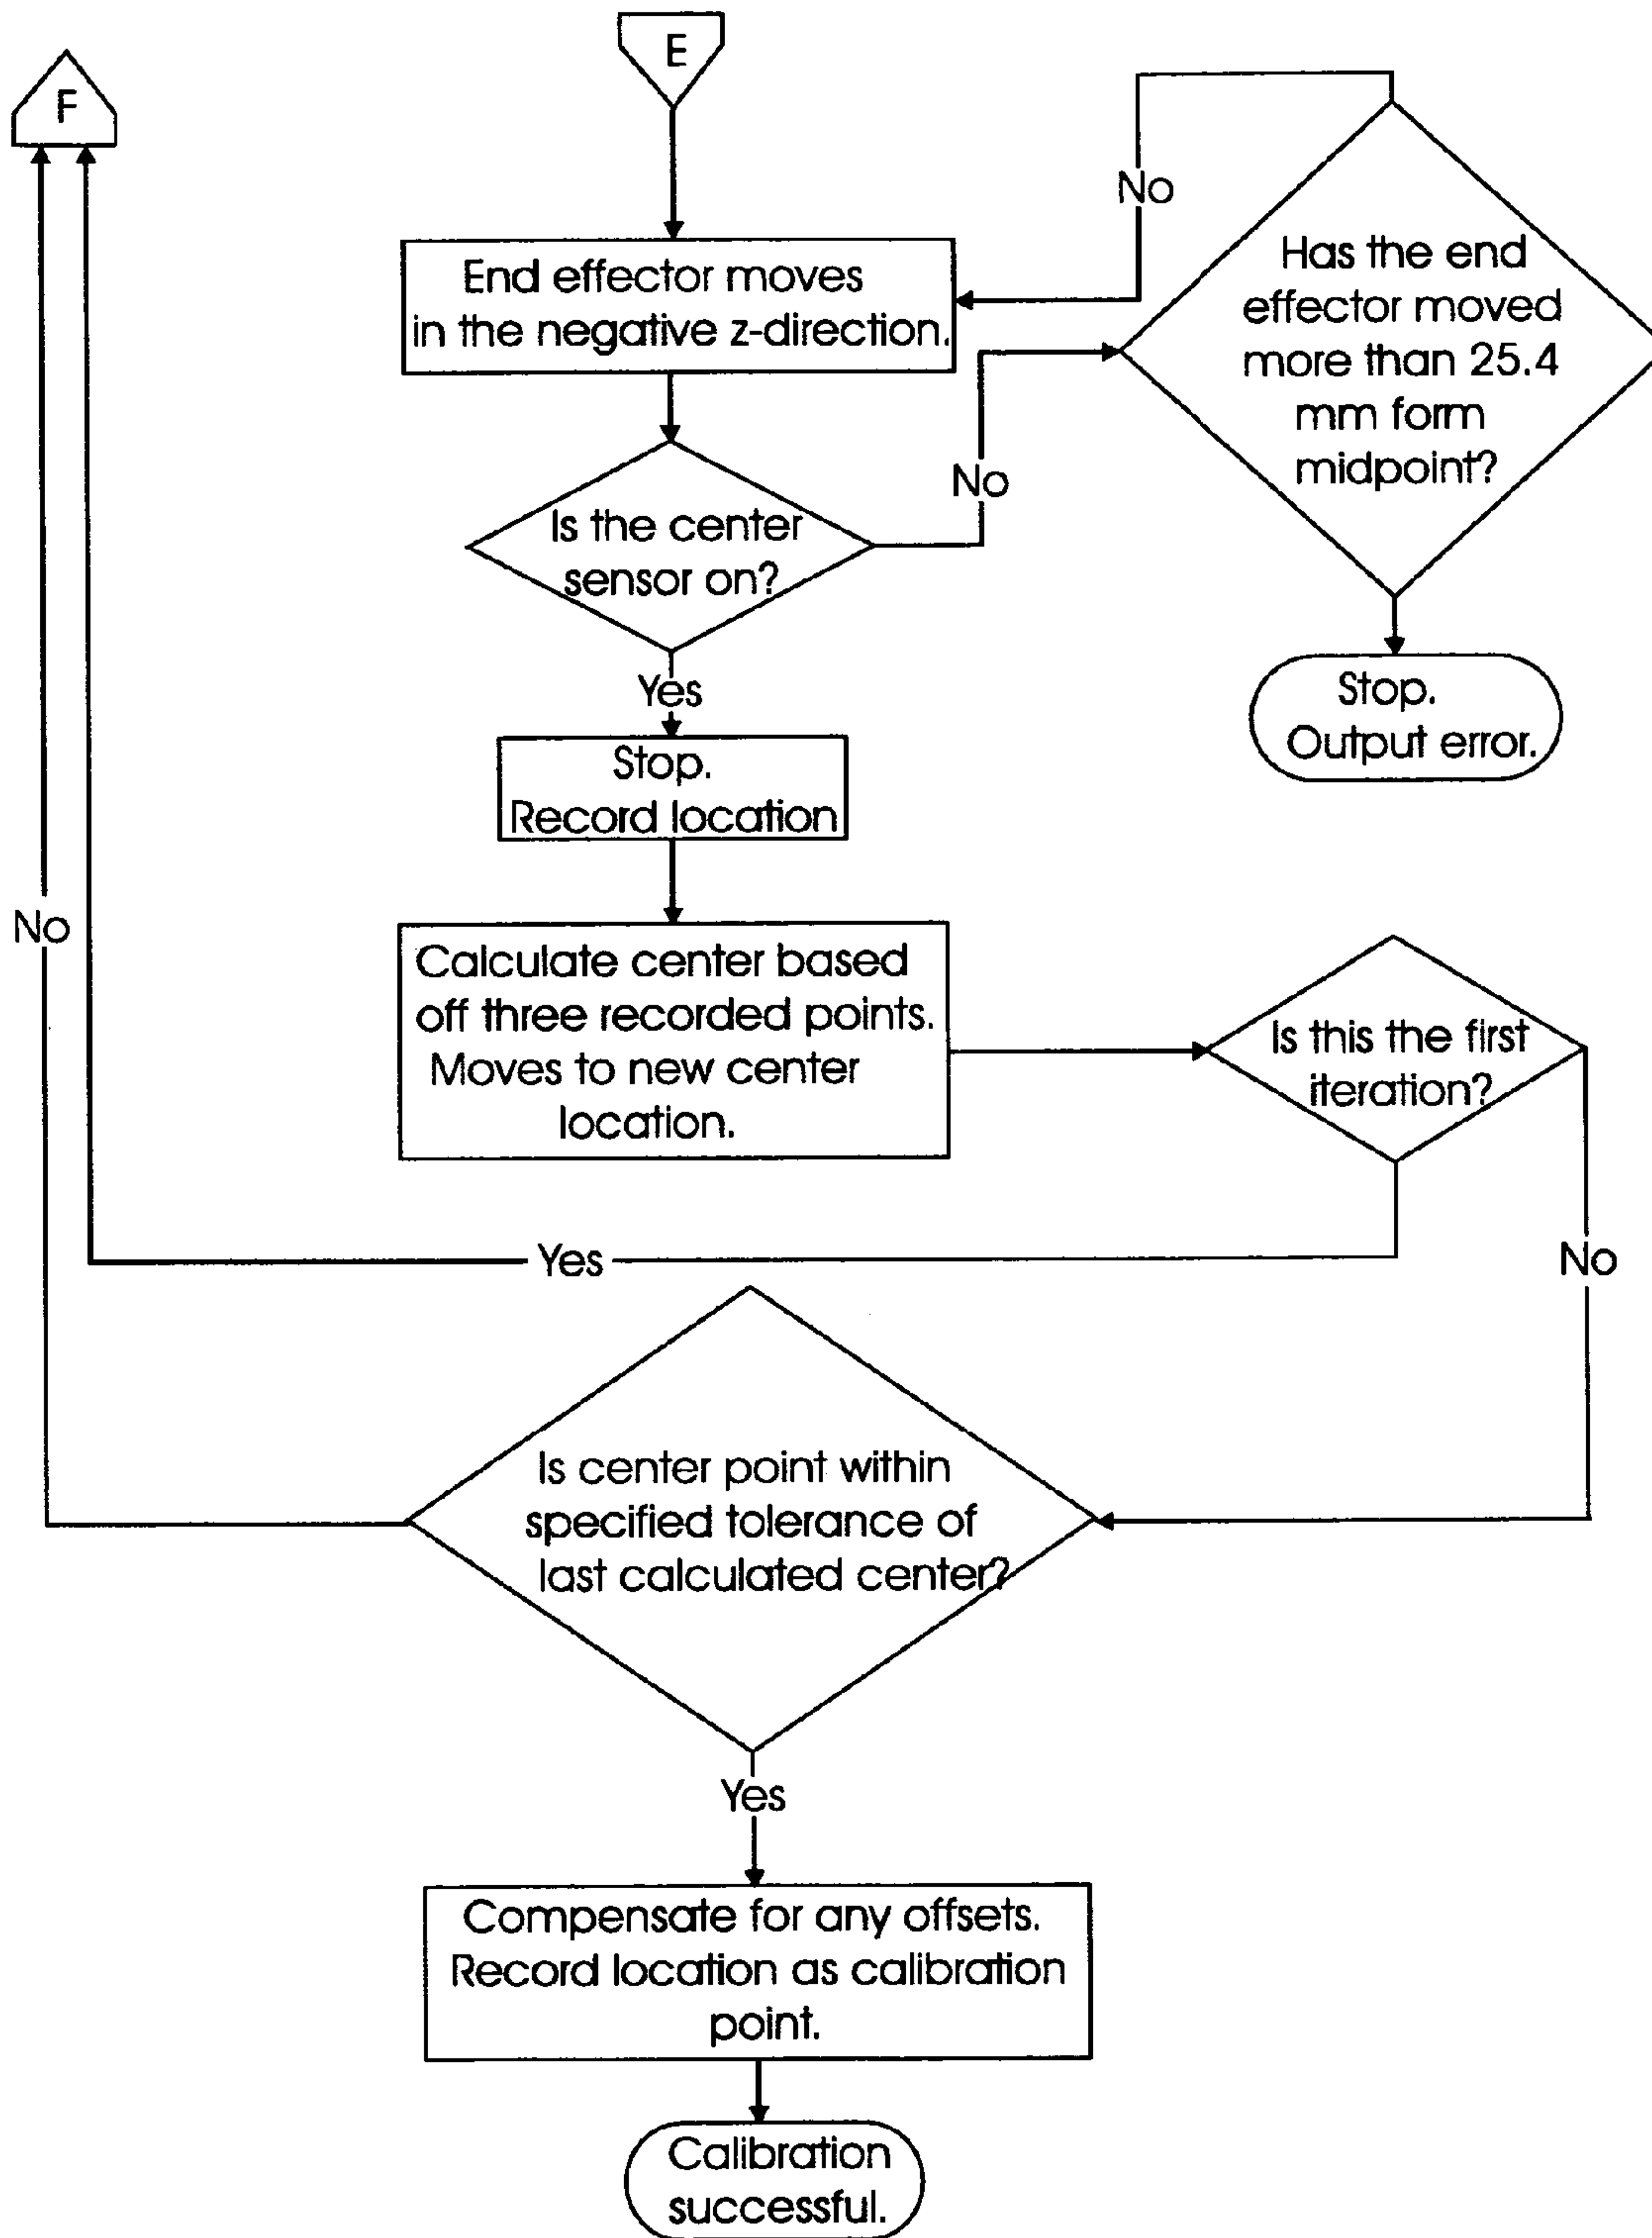 E
F
No
End effector moves
in the negative z-direction.
Has the end
effector moved
more than 25.4
mm form
midpoint?
No
Is the center
sensor on?
Yes
Stop.
Output error.
Stop.
Record location
No
Calculate center based
off three recorded points.
Moves to new center
location.
Is this the first
iteration?
Yes
No
Is center point within
specified tolerance of
last calculated center?
Yes
Compensate for any offsets.
Record location as calibration
point.
Calibration
successful.